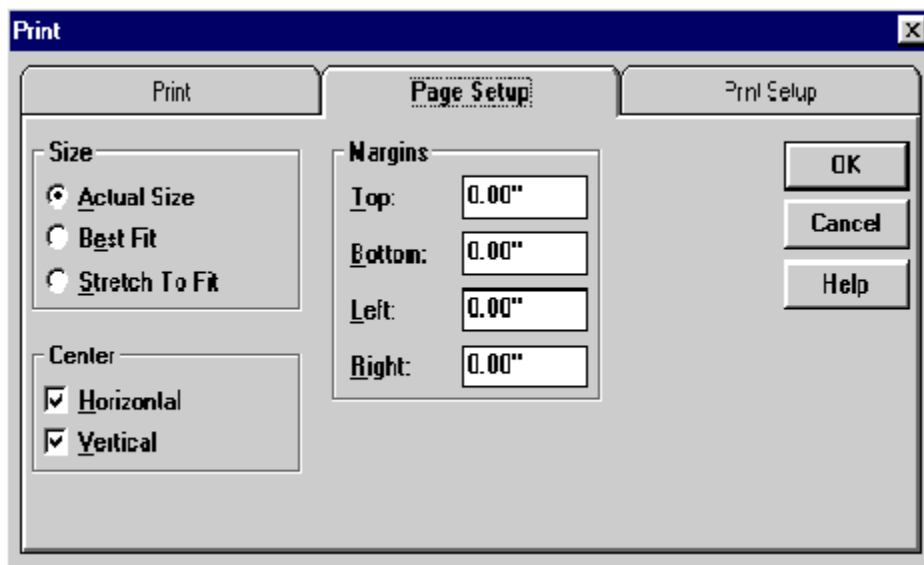 Print
Print Page Setup Print Setup
Size
Actual Size
Best Fit
Stretch To Fit
Center
Horizontal
Vertical
Margins
Top: 0.00"
Bottom: 0.00"
Left: 0.00"
Right: 0.00"
OK
Cancel
Help